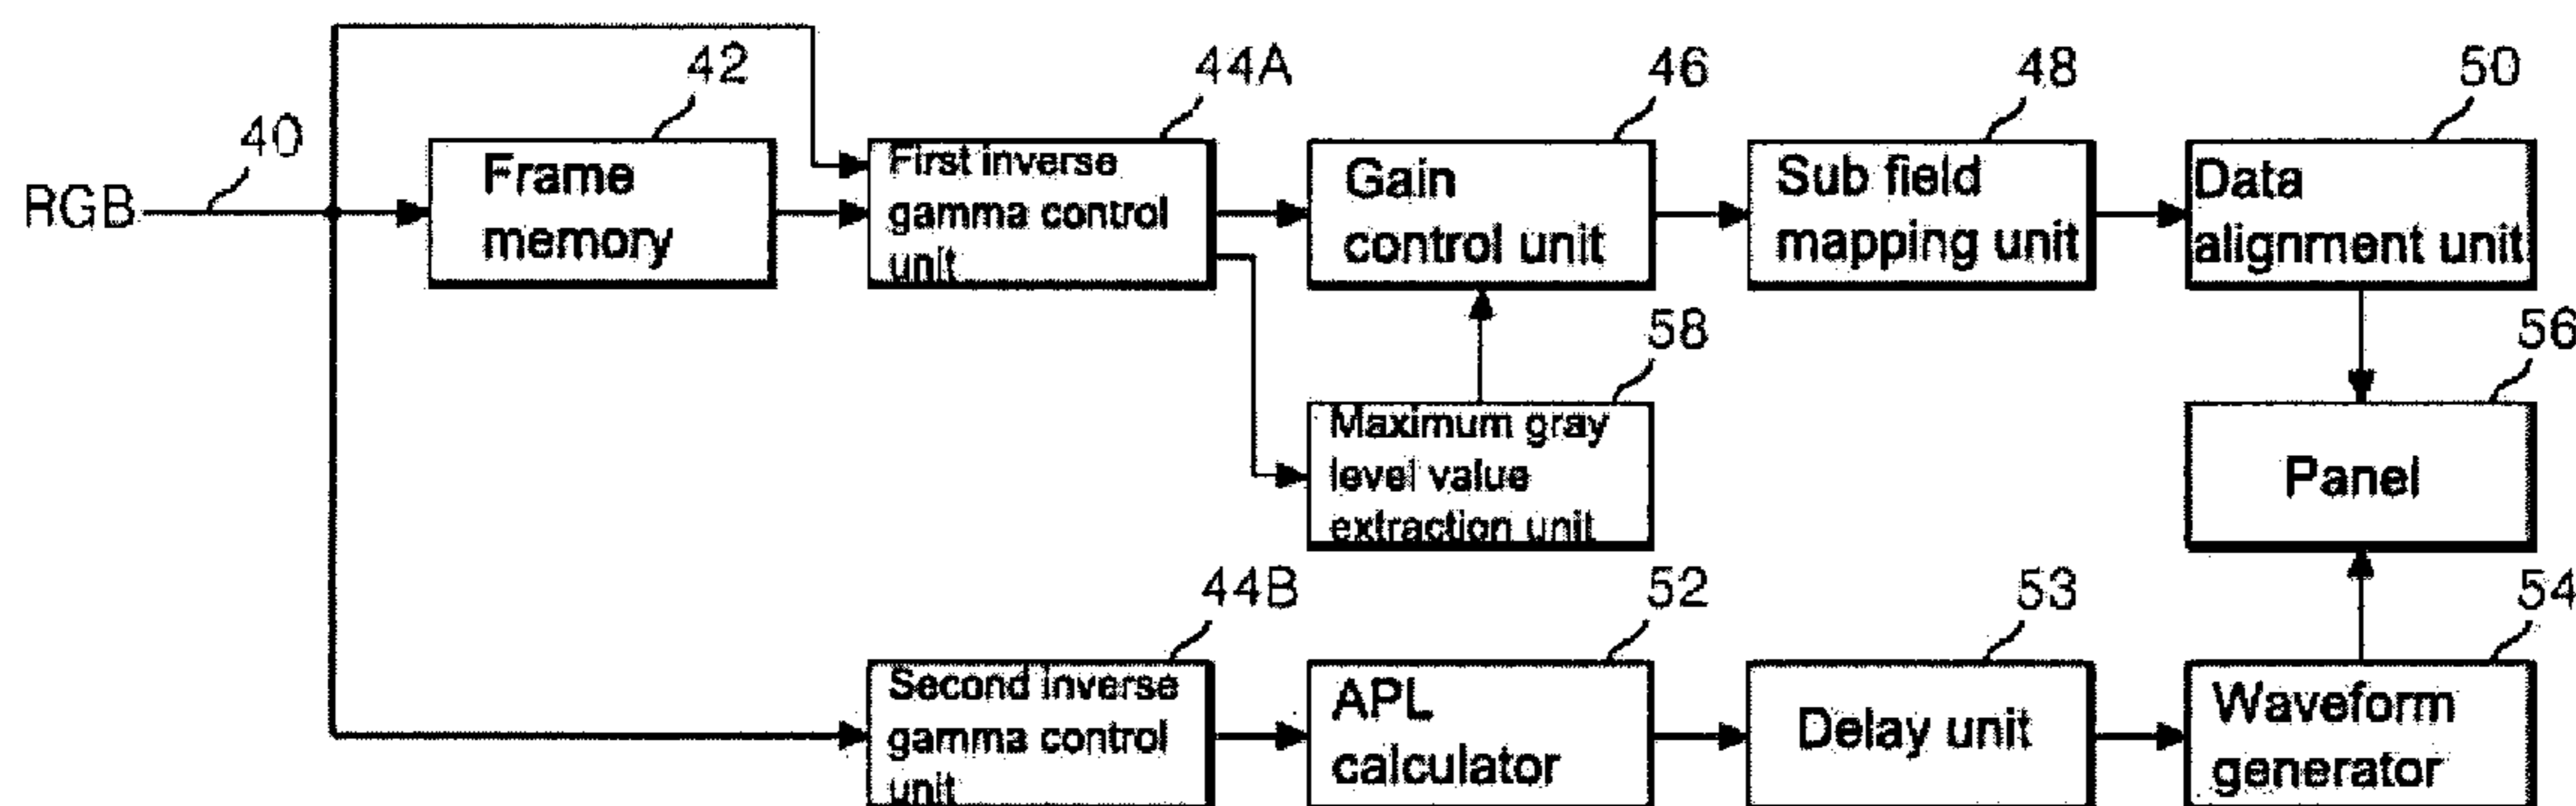 42
44A
46
48
50
40
RGB
Frame
memory
First inverse
gamma control
unit
Gain
control unit
Sub field
mapping unit
Data
alignment unit
58
56
Maximum gray
level value
extraction unit
Panel
44B
52
53
54
Second inverse
gamma control
unit
APL
calculator
Delay unit
Waveform
generator